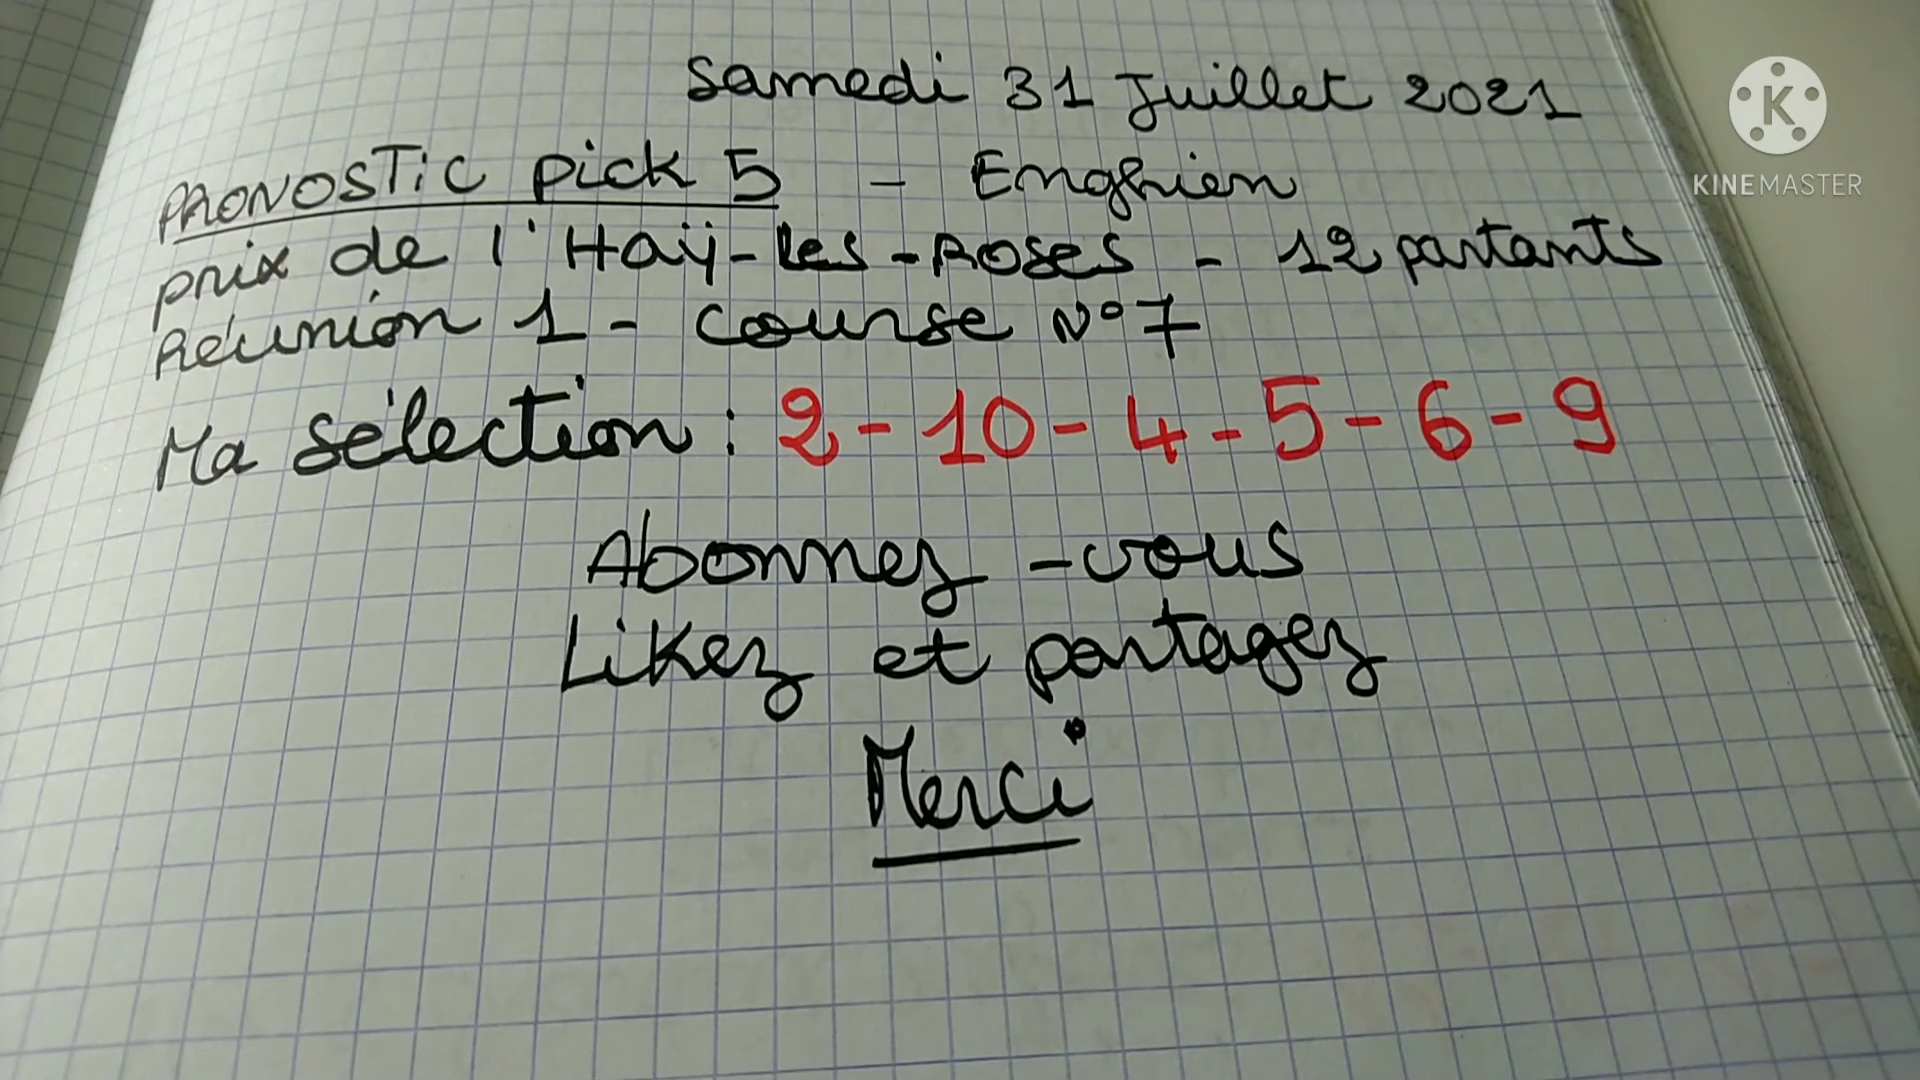 Samedi 31 Juillet 2021
K
KINEMASTER
PRONOSTIC Pick 5 - Enghien
prix de l'Haÿ-Les-Roses - 12 partants
Réunion 1 - course N°7
Ma sélection : 2 - 10 - 4 - 5 - 6 - 9
Abonnez-vous
Likez et partagez
Merci